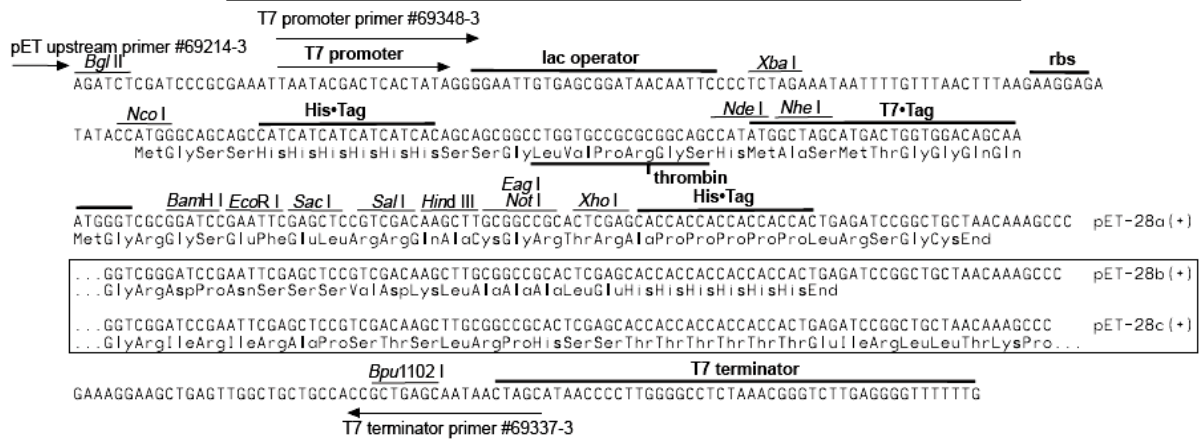 T7 promoter primer #69348-3
pET upstream primer #69214-3
Bgl II T7 promoter lac operator Xba I rbs
AGATCTCGATCCCGCGAAATTAATACGACTCACTATAGGGGAATTGTGAGCGGATAACAATTCCCCTCTAGAAATAATTTTGTTTAACTTTAAGAAGGAGA
Nco I His•Tag Nde I Nhe I T7•Tag
TATACCATGGGCAGCAGCCATCATCATCATCATCACAGCAGCGGCCTGGTGCCGCGCGGCAGCCATATGGCTAGCATGACTGGTGGACAGCAA
MetGlySerSerHisHisHisHisHisHisSerSerGlyLeuValProArgGlySerHisMetAlaSerMetThrGlyGlyGlnGln
thrombin
BamH I EcoR I Sac I Sal I Hind III Eag I Not I Xho I His•Tag
ATGGGTCGCGGATCCGAATTCGAGCTCCGTCGACAAGCTTGCGGCCGCACTCGAGCACCACCACCACCACCACTGAGATCCGGCTGCTAACAAAGCCC pET-28a(+)
MetGlyArgGlySerGluPheGluLeuArgArgGlnAlaCysGlyArgThrArgAlaProProProProProLeuArgSerGlyCysEnd
...GGTCGGGATCCGAATTCGAGCTCCGTCGACAAGCTTGCGGCCGCACTCGAGCACCACCACCACCACCACTGAGATCCGGCTGCTAACAAAGCCC pET-28b(+)
...GlyArgAspProAsnSerSerSerValAspLysLeuAlaAlaAlaLeuGluHisHisHisHisHisHisEnd
...GGTCGGATCCGAATTCGAGCTCCGTCGACAAGCTTGCGGCCGCACTCGAGCACCACCACCACCACCACTGAGATCCGGCTGCTAACAAAGCCC pET-28c(+)
...GlyArgIleArgIleArgAlaProSerThrSerLeuArgProHisSerSerThrThrThrThrThrThrGluIleArgLeuLeuThrLysPro...
Bpu1102 I T7 terminator
GAAAGGAAGCTGAGTTGGCTGCTGCCACCGCTGAGCAATAACTAGCATAACCCCTTGGGGCCTCTAAACGGGTCTTGAGGGGTTTTTTG
T7 terminator primer #69337-3